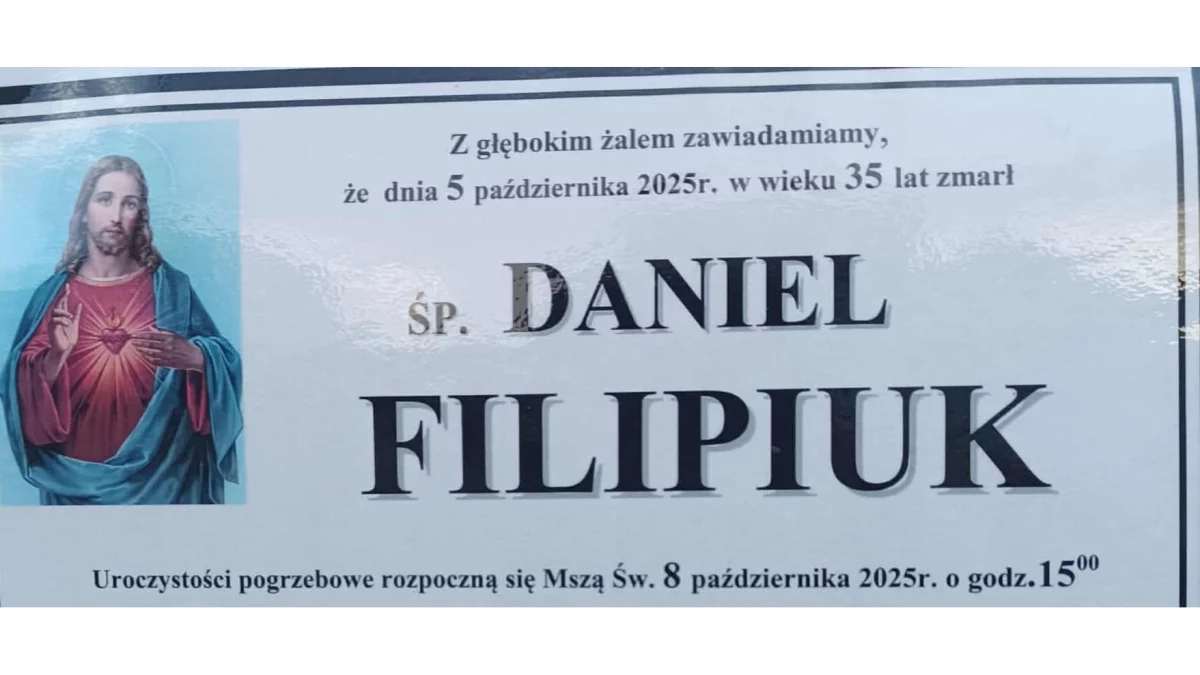 Z głębokim żalem zawiadamiamy,
że dnia 5 października 2025r. w wieku 35 lat zmarł
ŚP. DANIEL
FILIPIUK
Uroczystości pogrzebowe rozpoczną się Mszą Św. 8 października 2025r. o godz.15⁰⁰